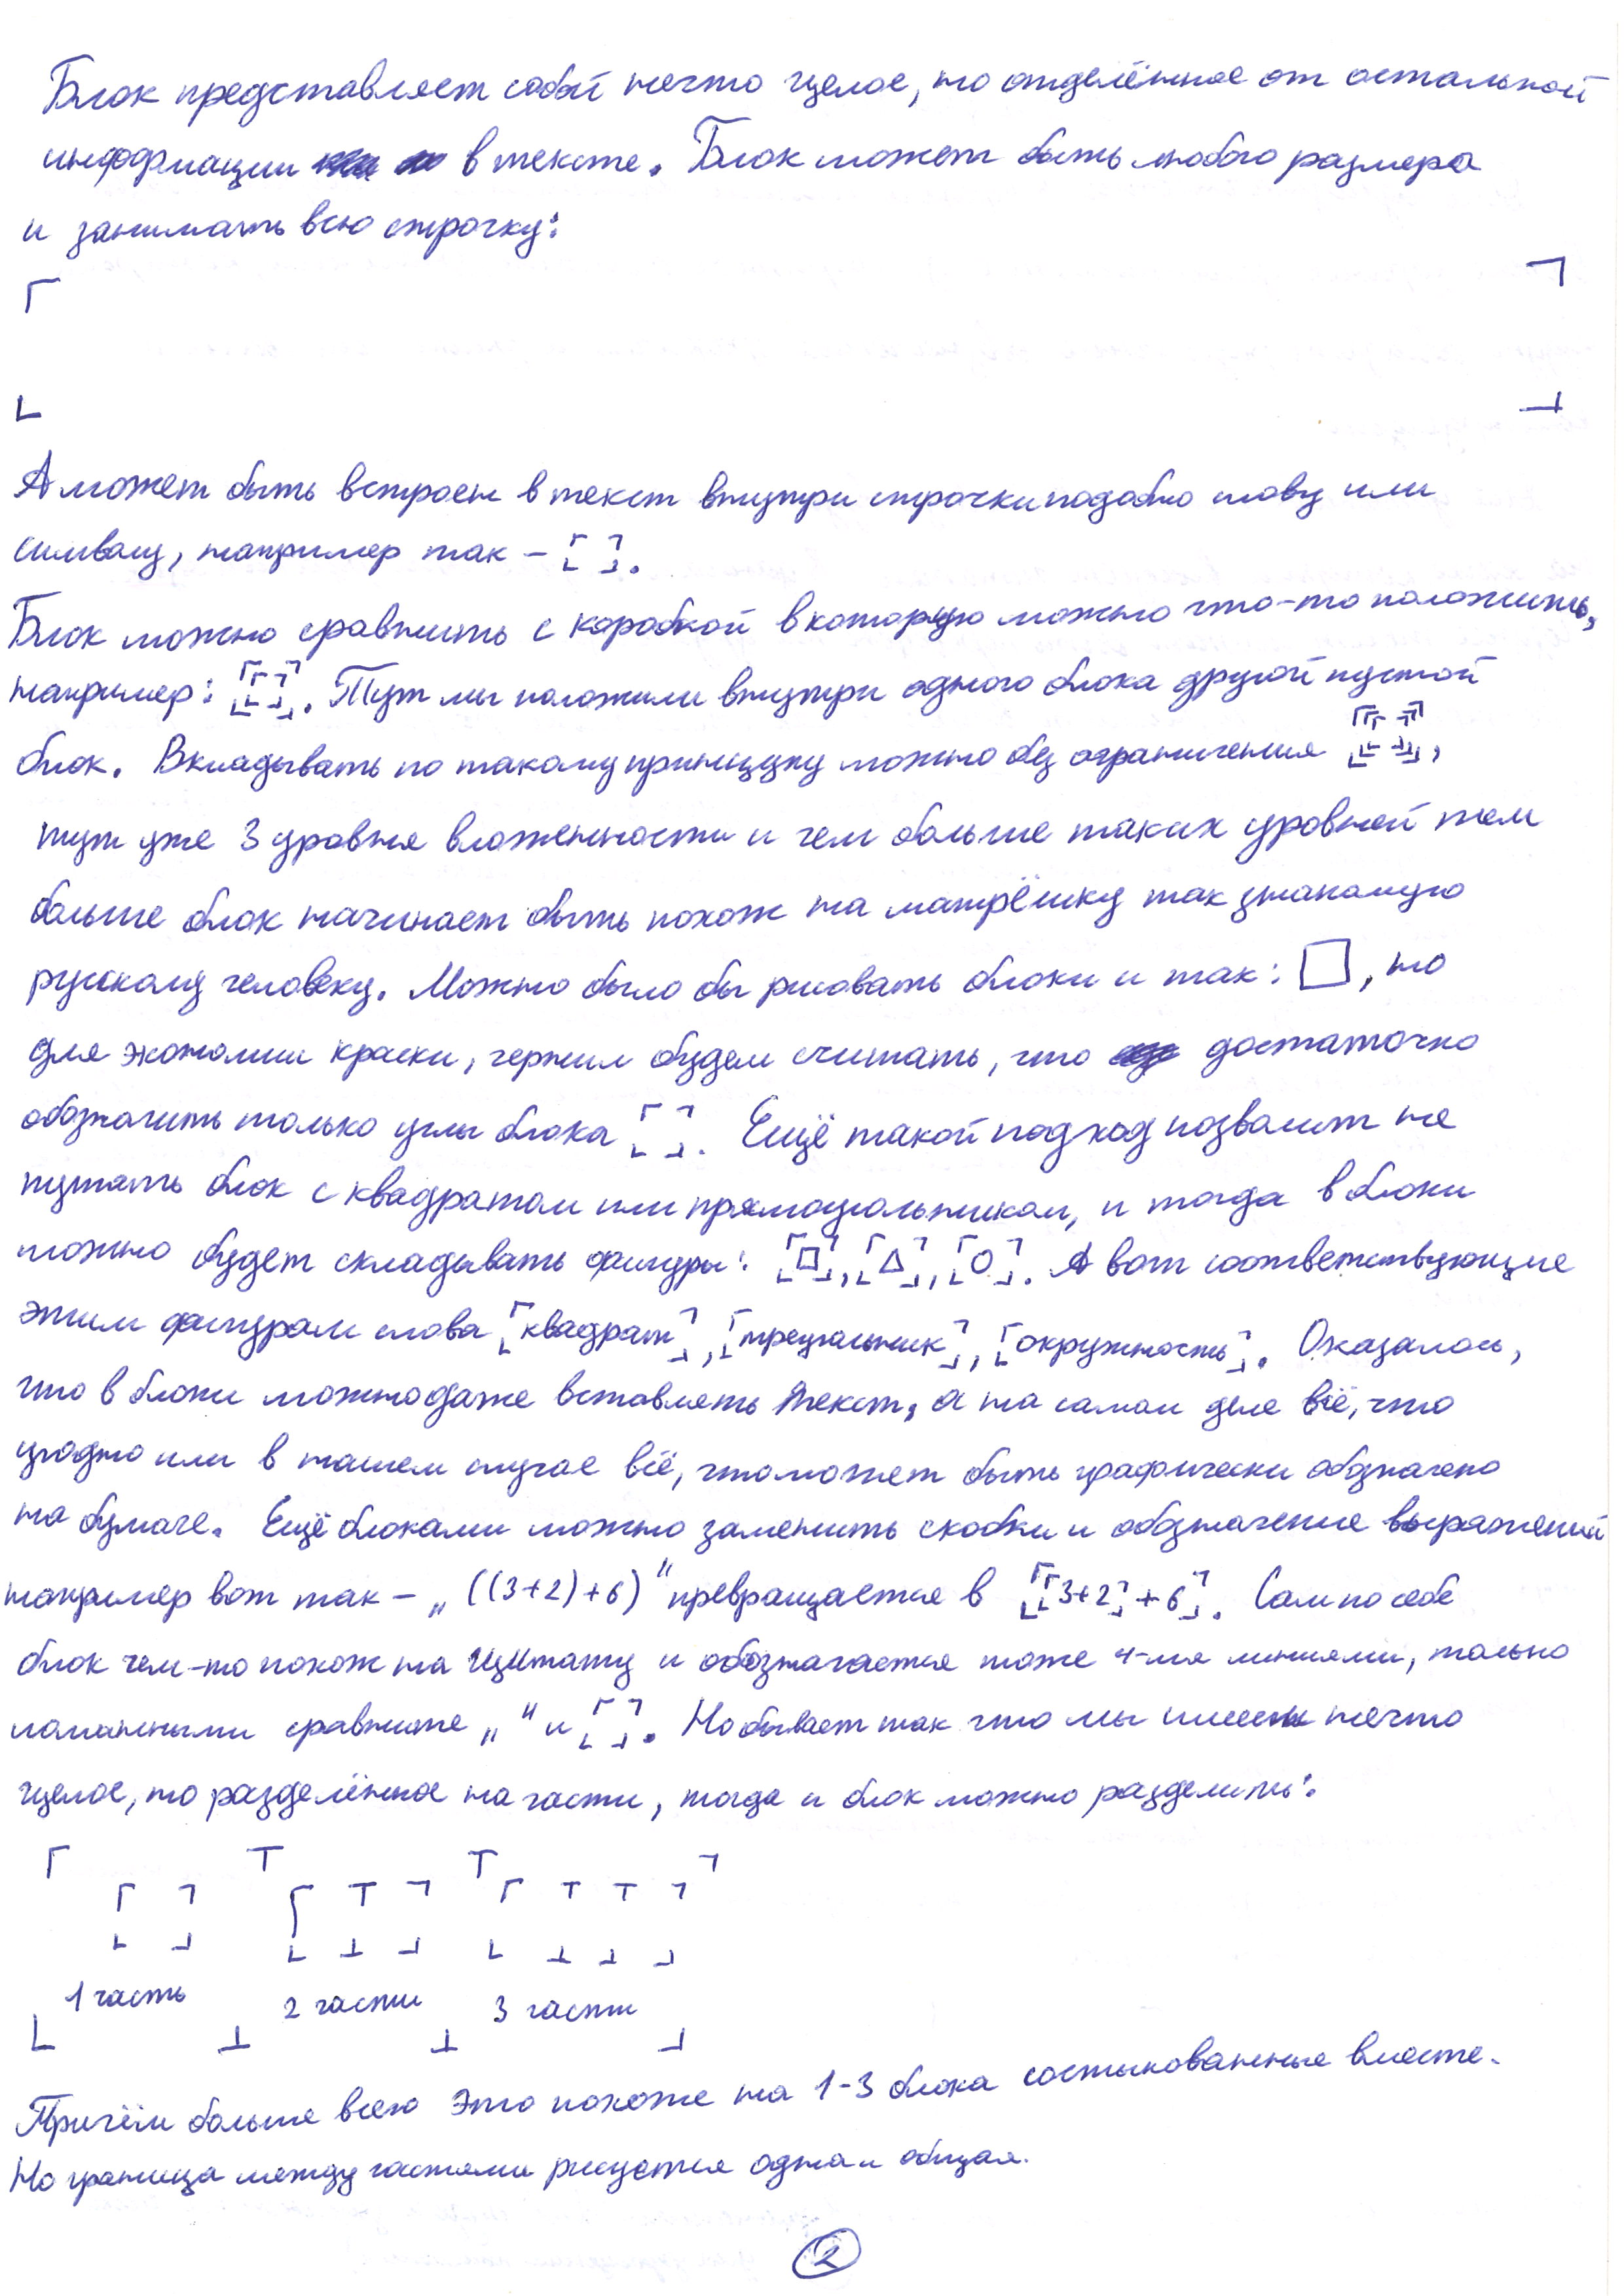 Блок представляет собой нечто целое, но отделённое от остальной
информации в тексте. Блок может быть любого размера
и занимать всю строчку:
⌜ ⌝
⌞ ⌟
А может быть встроен в текст внутри строчки подобно слову или
символу, например так – ⌜⌞ ⌝⌟.
Блок можно сравнить с коробкой в которую можно что-то положить,
например: ⌜⌞⌜⌞ ⌝⌟⌝⌟. Тут мы положили внутри одного блока другой пустой
блок. Вкладывать по такому принципу можно без ограничения ⌜⌞⌜⌞⌜⌞ ⌝⌟⌝⌟⌝⌟,
тут уже 3 уровня вложенности и чем больше таких уровней тем
больше блок начинает быть похож на матрёшку так знакомую
русскому человеку. Можно было бы рисовать блоки и так: □, но
для экономии краски, чернил будем считать, что достаточно
обозначить только углы блока ⌜⌞ ⌝⌟. Ещё такой подход позволит не
путать блок с квадратом или прямоугольником, и тогда в блоки
можно будет складывать фигуры: ⌜⌞□⌝⌟, ⌜⌞△⌝⌟, ⌜⌞○⌝⌟. А вот соответствующие
этим фигурам слова ⌜⌞квадрат⌝⌟, ⌜⌞треугольник⌝⌟, ⌜⌞окружность⌝⌟. Оказалось,
что в блоки можно даже вставлять текст, а на самом деле всё, что
угодно или в нашем случае всё, что может быть графически обозначено
на бумаге. Ещё блоками можно заменить скобки и обозначение выражений
например вот так – „((3+2)+6)" превращается в ⌜⌞⌜⌞3+2⌝⌟+6⌝⌟. Сам по себе
блок чем-то похож на цитату и обозначается тоже 4-мя линиями, только
ломанными сравните „ " и ⌜⌞ ⌝⌟. Но бывает так что мы имеем нечто
целое, но разделённое на части, тогда и блок можно разделить:
⌜ ⊤ ⊤ ⌝
⌜ ⌝ ⌜ ⊤ ⌝ ⌜ ⊤ ⊤ ⌝
⌞ ⌟ ⌞ ⊥ ⌟ ⌞ ⊥ ⊥ ⌟
1 часть 2 части 3 части
⌞ ⊥ ⊥ ⌟
Причём больше всего это похоже на 1-3 блока состыкованные вместе.
Но граница между частями рисуется одна и общая.
2